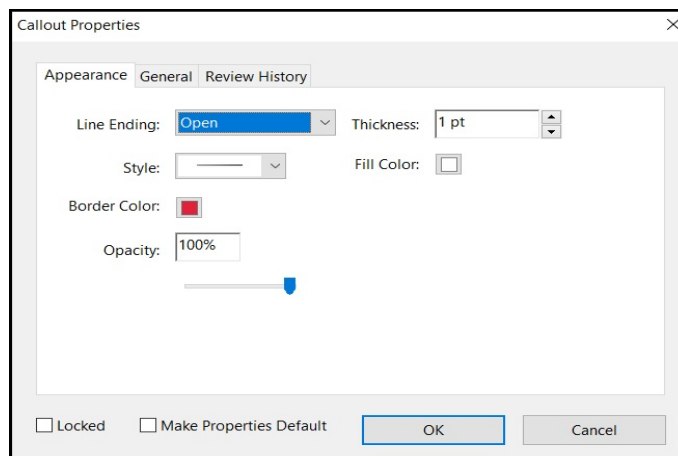 Callout Properties
Appearance General Review History
Line Ending: Open Thickness: 1 pt
Style: Fill Color:
Border Color:
Opacity: 100%
Locked Make Properties Default OK Cancel